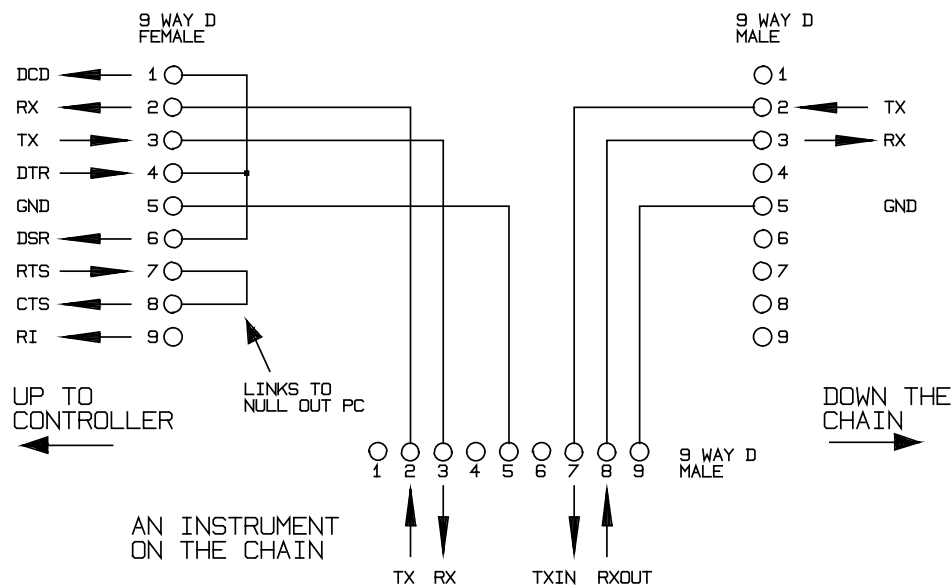 9 WAY D
FEMALE
9 WAY D
MALE
DCD 1
1
RX 2
2 TX
TX 3
3 RX
DTR 4
4
GND 5
5 GND
DSR 6
6
RTS 7
7
CTS 8
8
RI 9
9
LINKS TO
NULL OUT PC
UP TO
CONTROLLER
DOWN THE
CHAIN
1 2 3 4 5 6 7 8 9
9 WAY D
MALE
AN INSTRUMENT
ON THE CHAIN
TX RX TXIN RXOUT